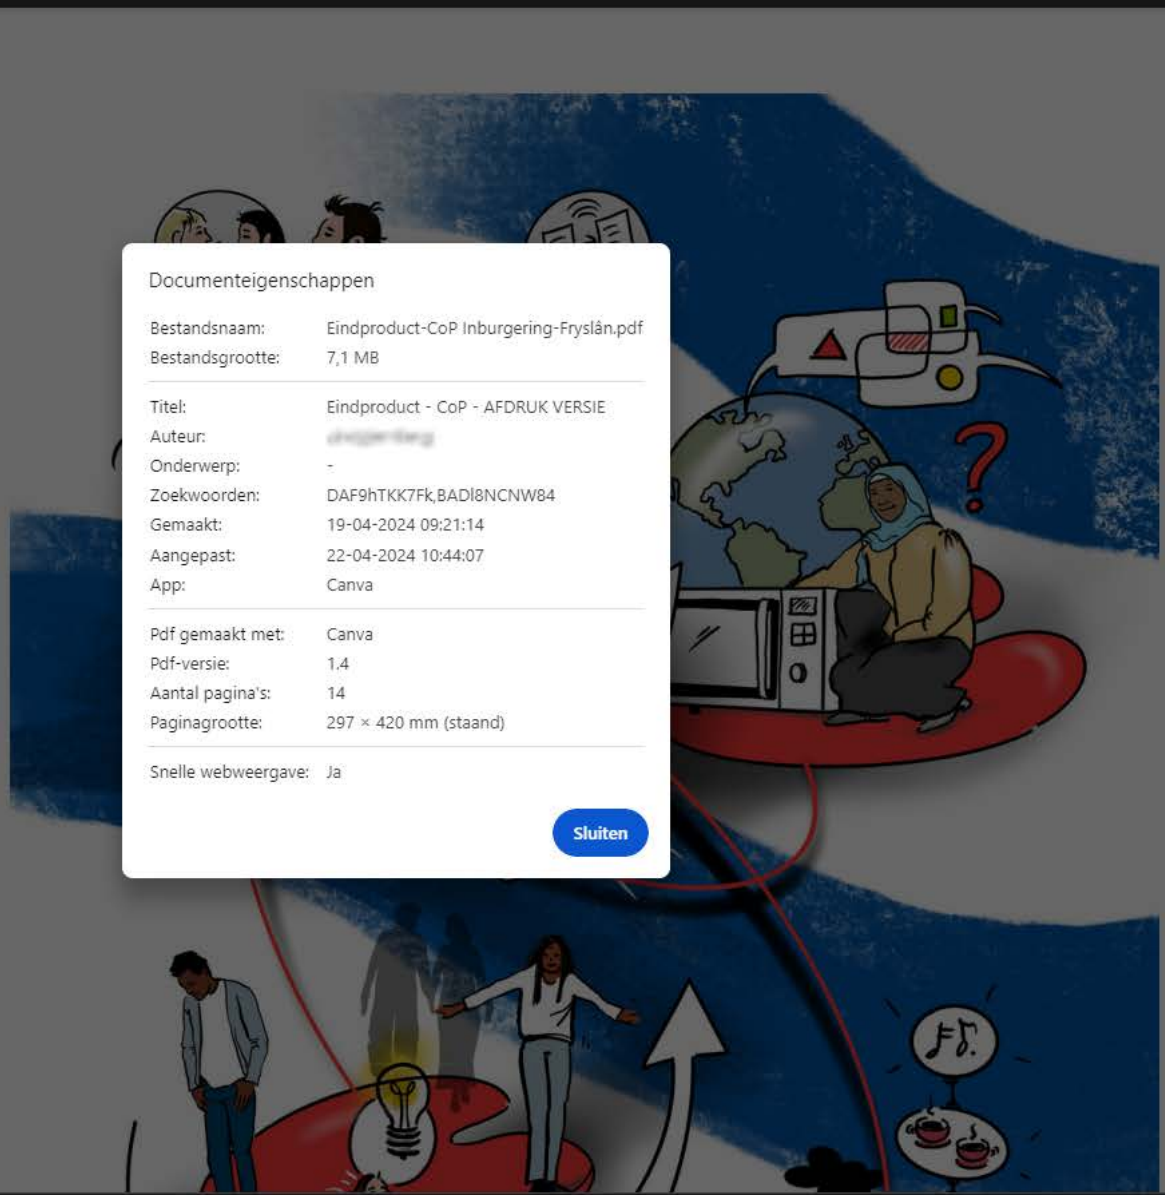 Documenteigenschappen
Bestandsnaam: Eindproduct-CoP Inburgering-Fryslân.pdf
Bestandsgrootte: 7,1 MB
Titel: Eindproduct - CoP - AFDRUK VERSIE
Auteur:
Onderwerp: -
Zoekwoorden: DAF9hTKK7Fk,BADl8NCNW84
Gemaakt: 19-04-2024 09:21:14
Aangepast: 22-04-2024 10:44:07
App: Canva
Pdf gemaakt met: Canva
Pdf-versie: 1.4
Aantal pagina's: 14
Paginagrootte: 297 × 420 mm (staand)
Snelle webweergave: Ja
Sluiten
?